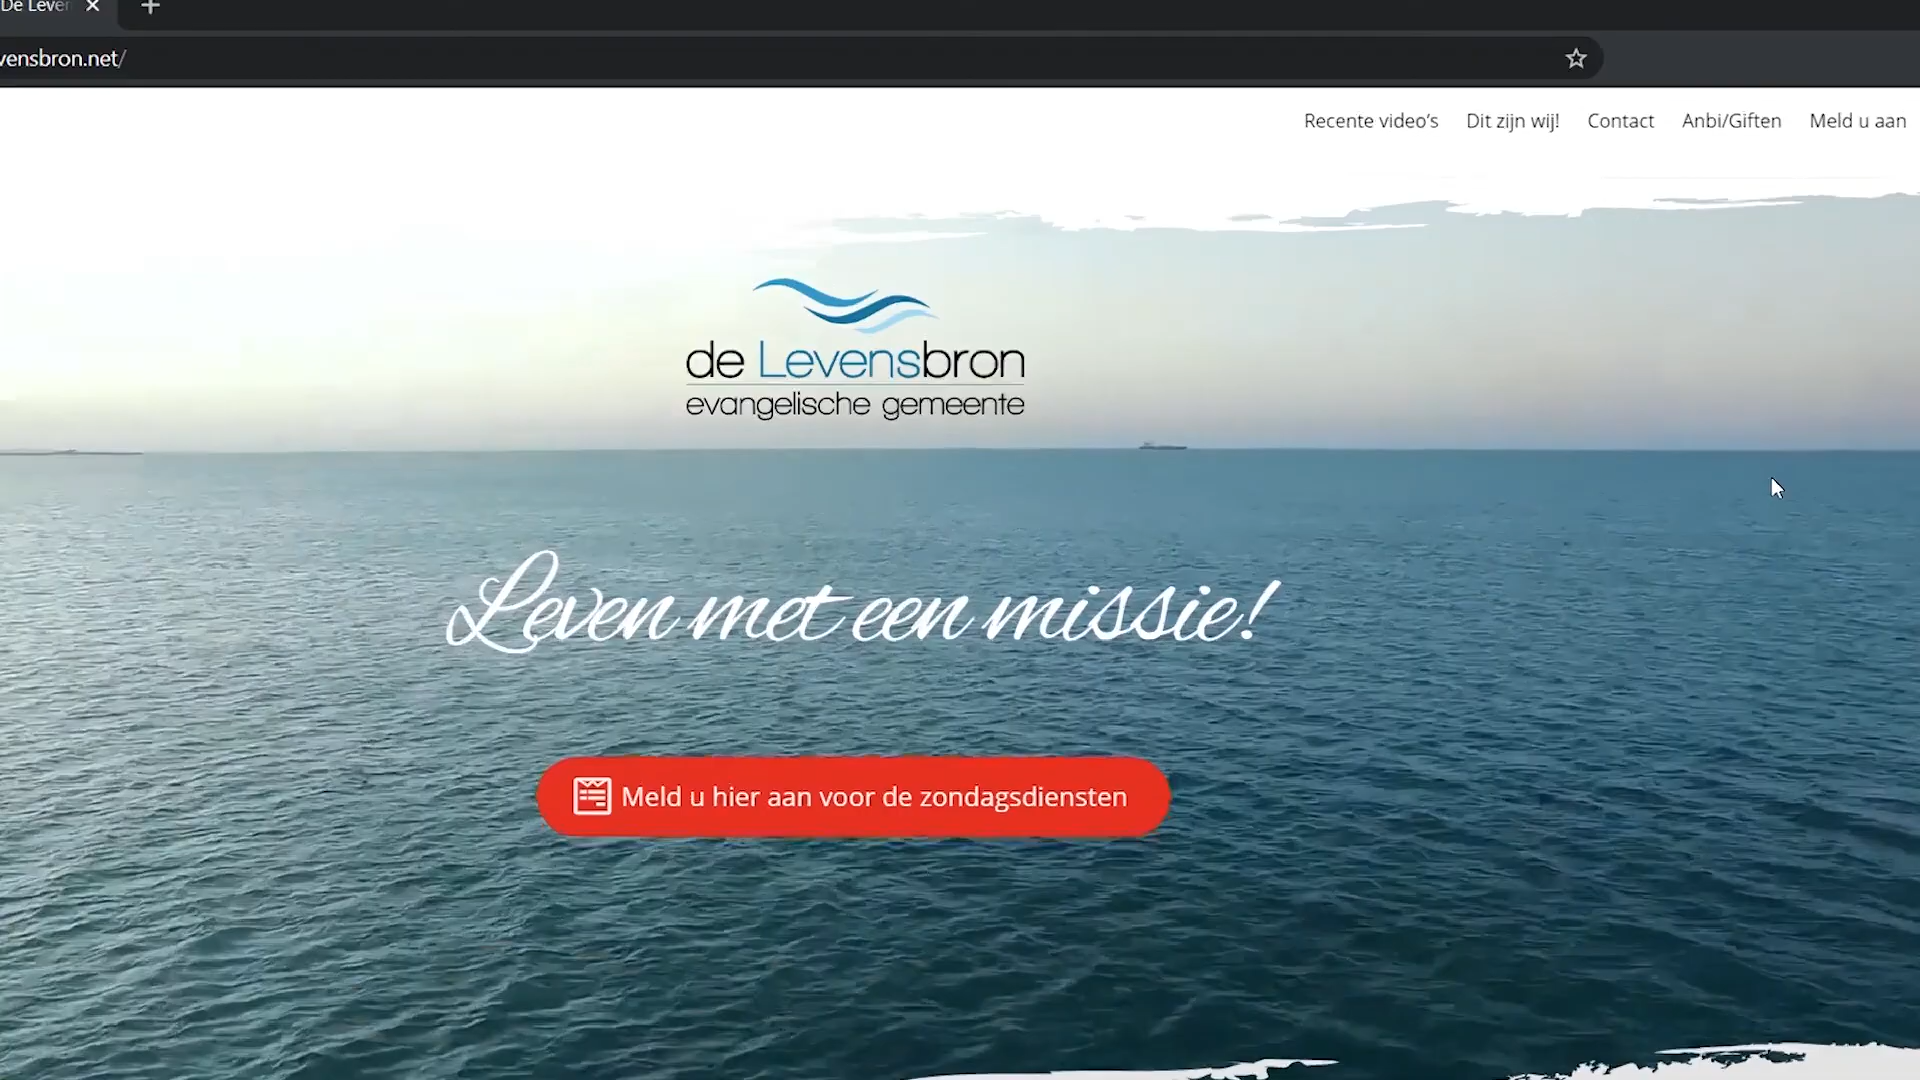 De Leven
vensbron.net/
Recente video's Dit zijn wij! Contact Anbi/Giften Meld u aan
de Levensbron
evangelische gemeente
Leven met een missie!
Meld u hier aan voor de zondagsdiensten